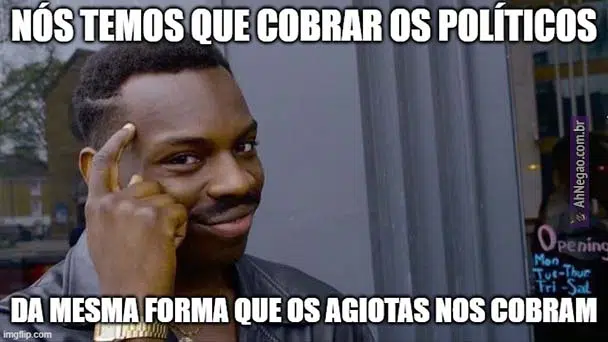 NÓS TEMOS QUE COBRAR OS POLÍTICOS
AhNegao.com.br
Opening
Mon
Tue-Thur
Fri-Sat
DA MESMA FORMA QUE OS AGIOTAS NOS COBRAM
imgflip.com